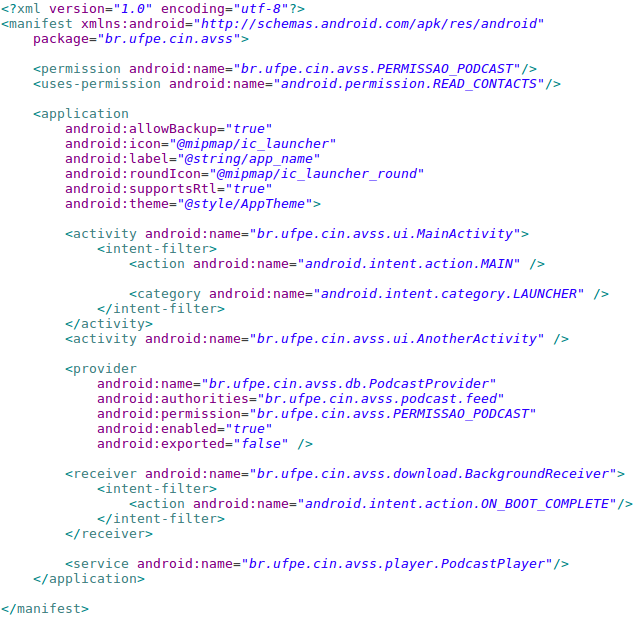 <?xml version="1.0" encoding="utf-8"?>
<manifest xmlns:android="http://schemas.android.com/apk/res/android"
    package="br.ufpe.cin.avss">

    <permission android:name="br.ufpe.cin.avss.PERMISSAO_PODCAST"/>
    <uses-permission android:name="android.permission.READ_CONTACTS"/>

    <application
        android:allowBackup="true"
        android:icon="@mipmap/ic_launcher"
        android:label="@string/app_name"
        android:roundIcon="@mipmap/ic_launcher_round"
        android:supportsRtl="true"
        android:theme="@style/AppTheme">

        <activity android:name="br.ufpe.cin.avss.ui.MainActivity">
            <intent-filter>
                <action android:name="android.intent.action.MAIN" />

                <category android:name="android.intent.category.LAUNCHER" />
            </intent-filter>
        </activity>
        <activity android:name="br.ufpe.cin.avss.ui.AnotherActivity" />

        <provider
            android:name="br.ufpe.cin.avss.db.PodcastProvider"
            android:authorities="br.ufpe.cin.avss.podcast.feed"
            android:permission="br.ufpe.cin.avss.PERMISSAO_PODCAST"
            android:enabled="true"
            android:exported="false" />

        <receiver android:name="br.ufpe.cin.avss.download.BackgroundReceiver">
            <intent-filter>
                <action android:name="android.intent.action.ON_BOOT_COMPLETE"/>
            </intent-filter>
        </receiver>

        <service android:name="br.ufpe.cin.avss.player.PodcastPlayer"/>
    </application>

</manifest>